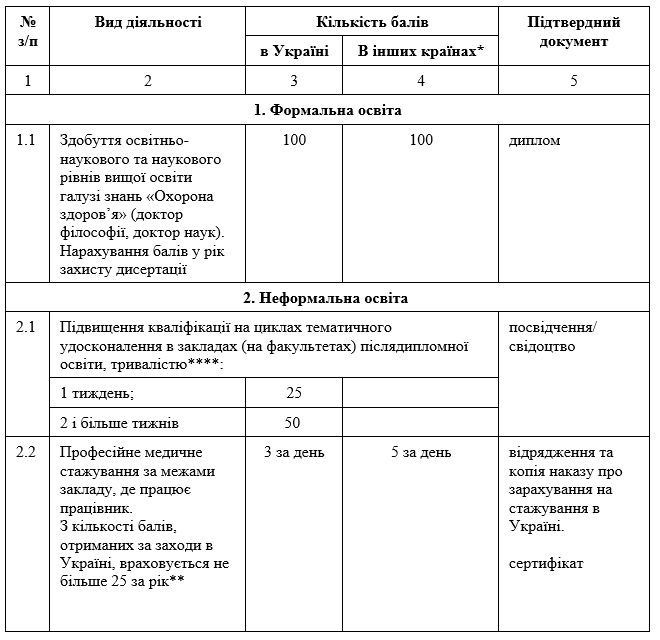 № з/п
Вид діяльності
Кількість балів
Підтвердний документ
в Україні
В інших країнах*
1 2 3 4 5
1. Формальна освіта
1.1
Здобуття освітньо-
наукового та наукового
рівнів вищої освіти
галузі знань «Охорона
здоров’я» (доктор
філософії, доктор наук).
Нарахування балів у рік
захисту дисертації
100
100
диплом
2. Неформальна освіта
2.1
Підвищення кваліфікації на циклах тематичного
удосконалення в закладах (на факультетах) післядипломної
освіти, тривалістю****:
посвідчення/
свідоцтво
1 тиждень;
25
2 і більше тижнів
50
2.2
Професійне медичне
стажування за межами
закладу, де працює
працівник.
З кількості балів,
отриманих за заходи в
Україні, враховується не
більше 25 за рік**
3 за день
5 за день
відрядження та
копія наказу про
зарахування на
стажування в
Україні.
сертифікат